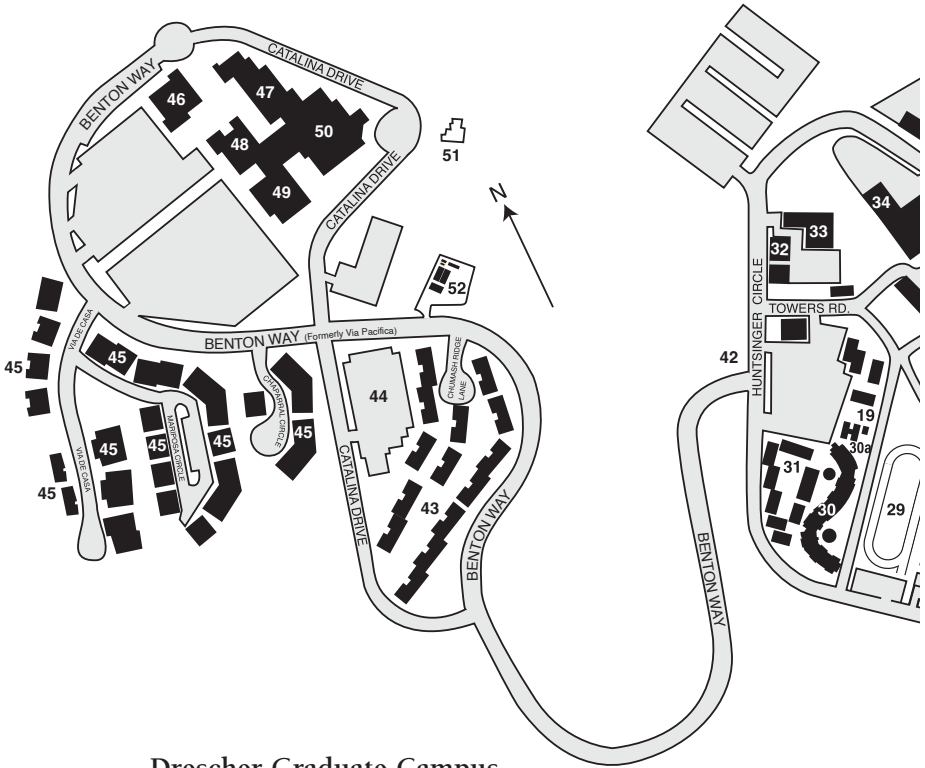 CATALINA DRIVE
BENTON WAY
46
47
48
50
49
51
CATALINA DRIVE
N
34
33
32
52
HUNTSINGER CIRCLE
TOWERS RD.
VIA DE CASA
BENTON WAY (Formerly Via Pacifica)
42
45
45
CHUMASH RIDGE
LANE
44
CHAPARRAL CIRCLE
MARIPOSA CIRCLE
19
30a
45
45
45
45
VIA DE CASA
45
31
CATALINA DRIVE
43
30
29
BENTON WAY
BENTON WAY
Drescher Graduate Campus